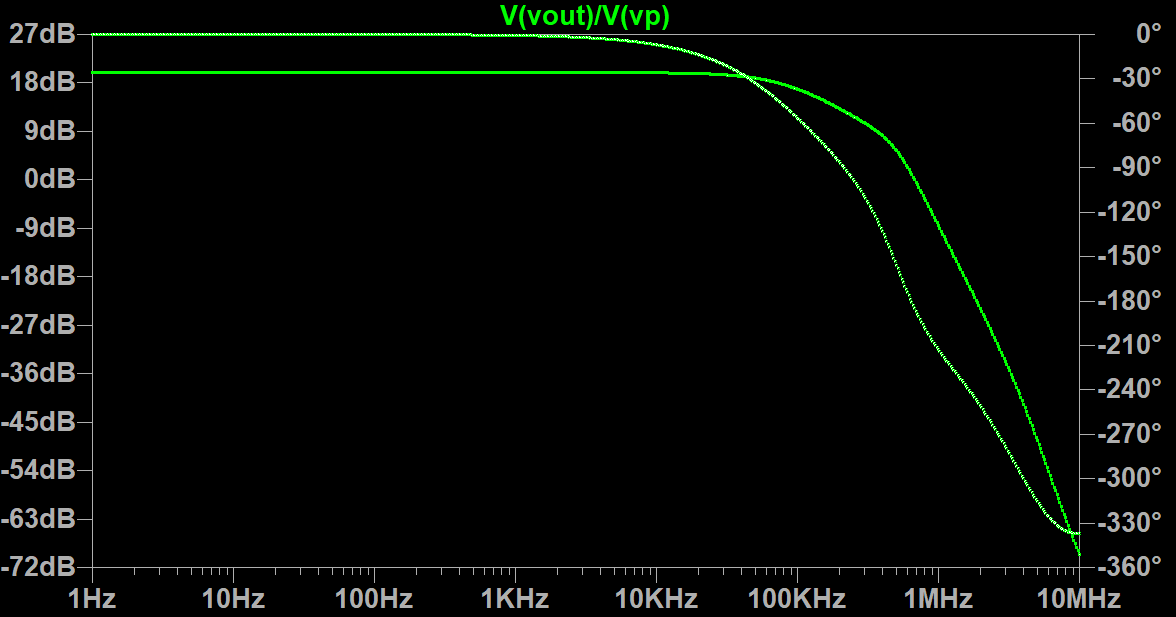 V(vout)/V(vp)
27dB 0°
18dB -30°
9dB -60°
0dB -90°
-9dB -120°
-18dB -150°
-27dB -180°
-36dB -210°
-45dB -240°
-54dB -270°
-63dB -300°
-72dB -330°
-360°
1Hz 10Hz 100Hz 1KHz 10KHz 100KHz 1MHz 10MHz